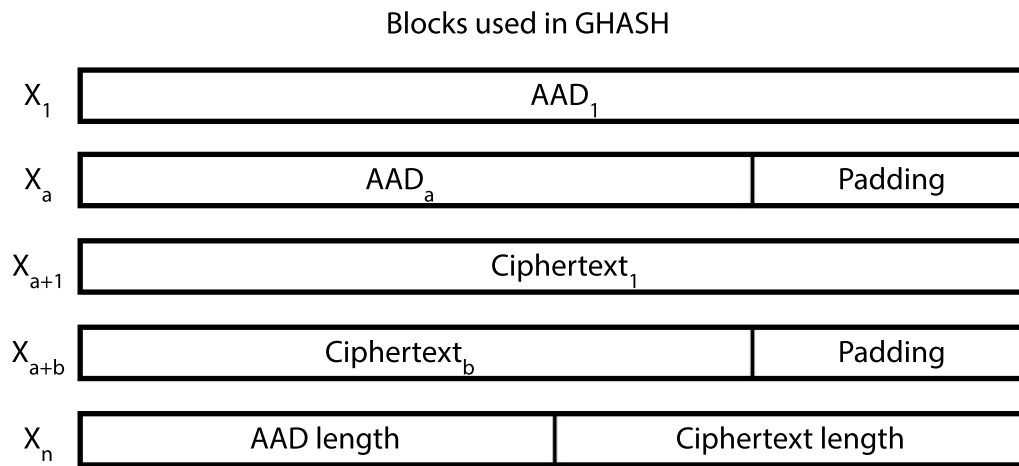 Blocks used in GHASH
X1 AAD1
Xa AADa Padding
Xa+1 Ciphertext1
Xa+b Ciphertextb Padding
Xn AAD length Ciphertext length